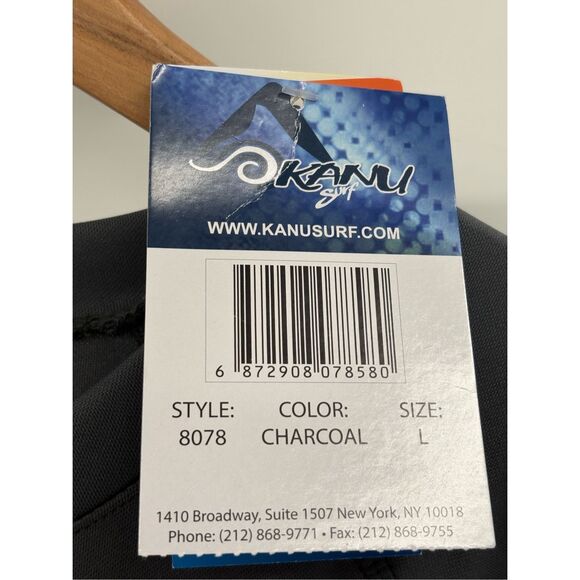 KANU
Surf
WWW.KANUSURF.COM
6 872908 078580
STYLE: COLOR: SIZE:
8078 CHARCOAL L
1410 Broadway, Suite 1507 New York, NY 10018
Phone: (212) 868-9771 • Fax: (212) 868-9755